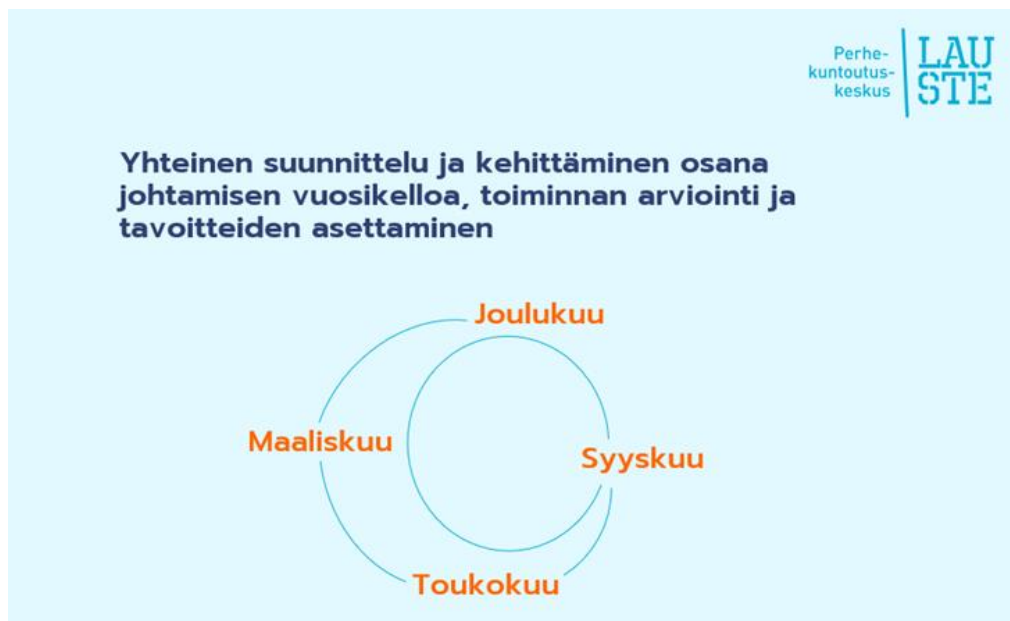 Perhe-
kuntoutus-
keskus
LAU
STE
Yhteinen suunnittelu ja kehittäminen osana
johtamisen vuosikelloa, toiminnan arviointi ja
tavoitteiden asettaminen
Joulukuu
Maaliskuu
Syyskuu
Toukokuu